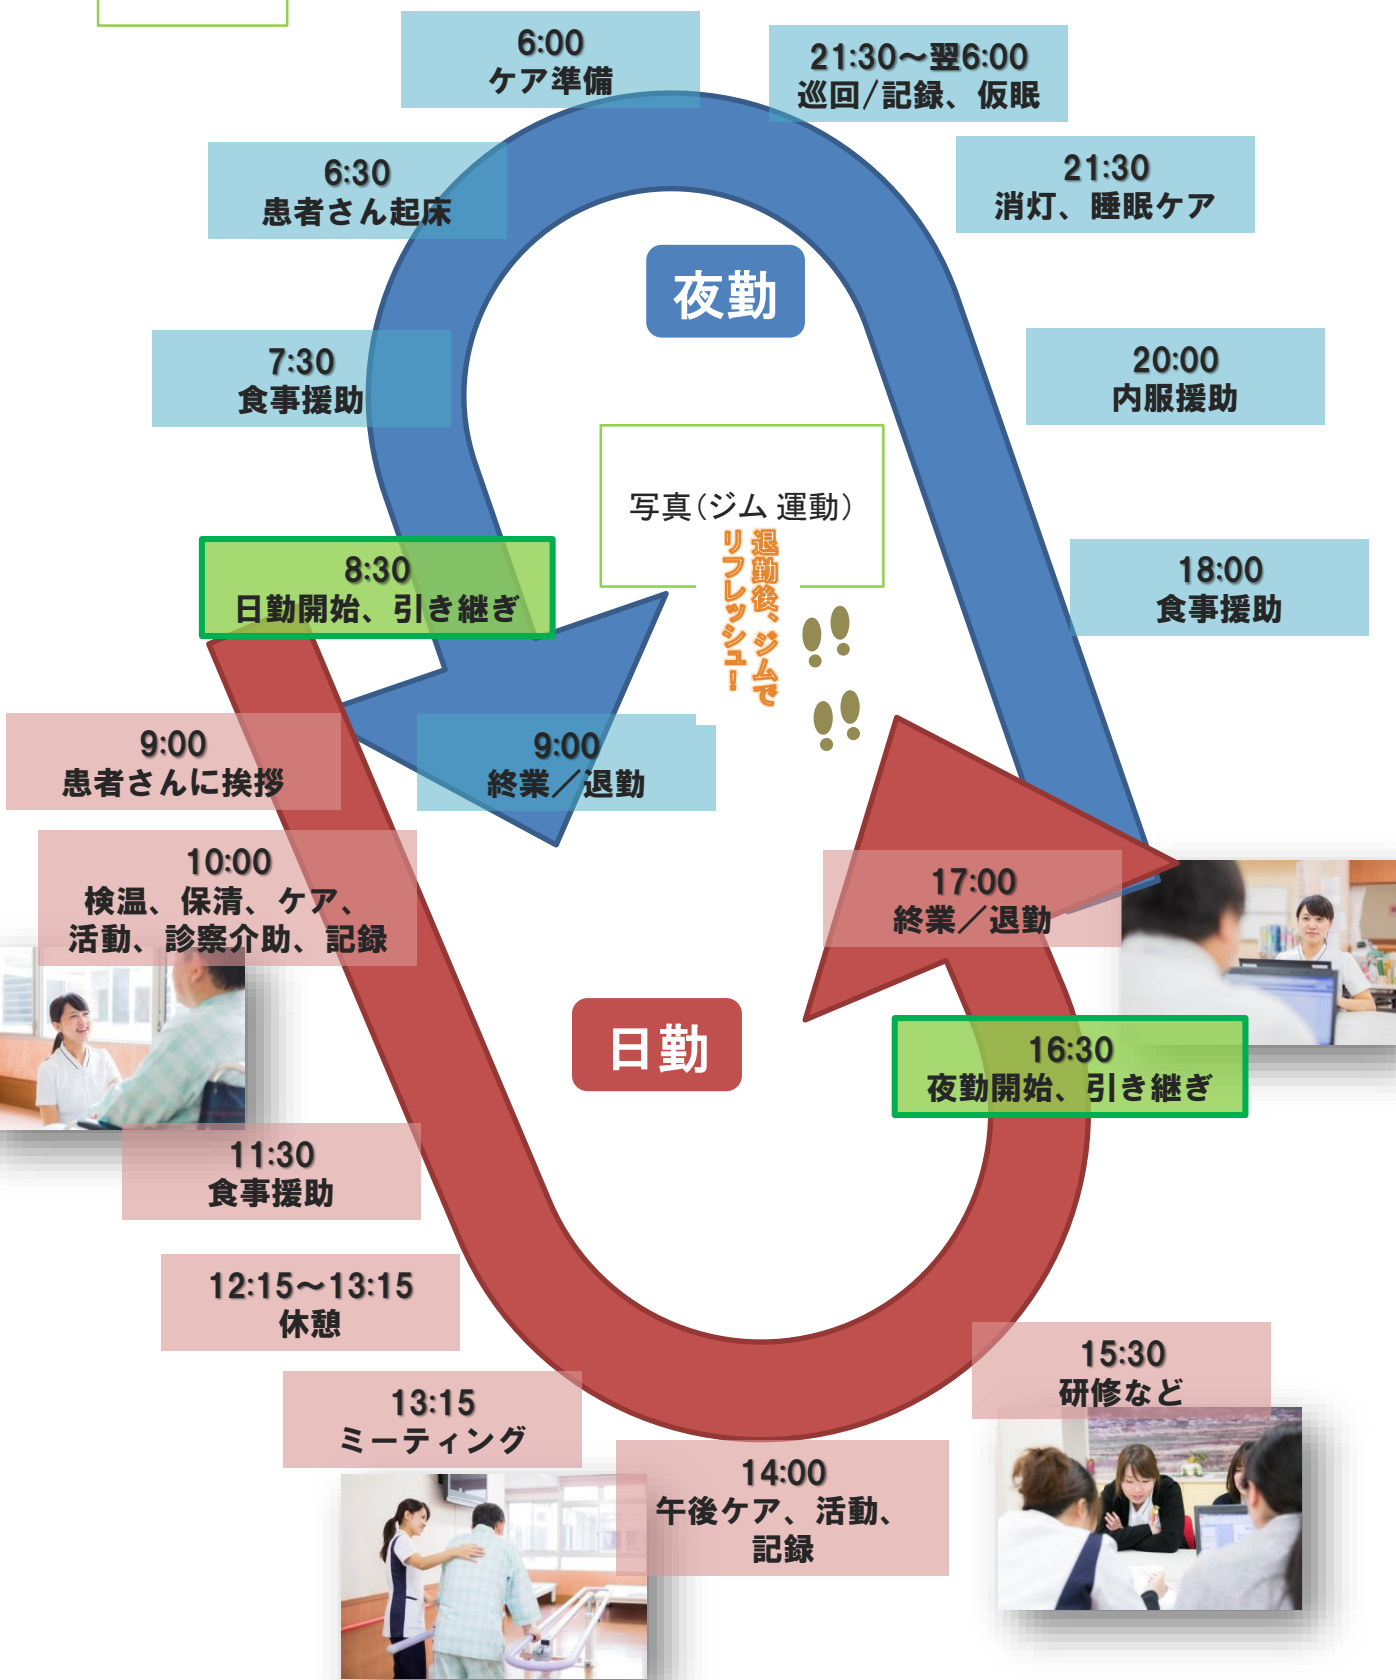 6:00
ケア準備
21:30～翌6:00
巡回/記録、仮眠
6:30
患者さん起床
21:30
消灯、睡眠ケア
夜勤
7:30
食事援助
20:00
内服援助
写真(ジム 運動)
退勤後、ジムで
リフレッシュ！
8:30
日勤開始、引き継ぎ
18:00
食事援助
9:00
患者さんに挨拶
9:00
終業／退勤
10:00
検温、保清、ケア、
活動、診察介助、記録
17:00
終業／退勤
日勤
16:30
夜勤開始、引き継ぎ
11:30
食事援助
12:15～13:15
休憩
13:15
ミーティング
15:30
研修など
14:00
午後ケア、活動、
記録